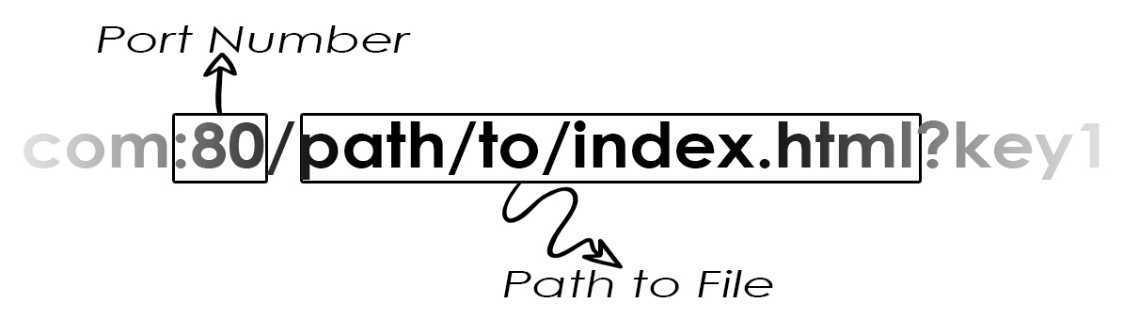 Port Number
com:80/path/to/index.html?key1
Path to File